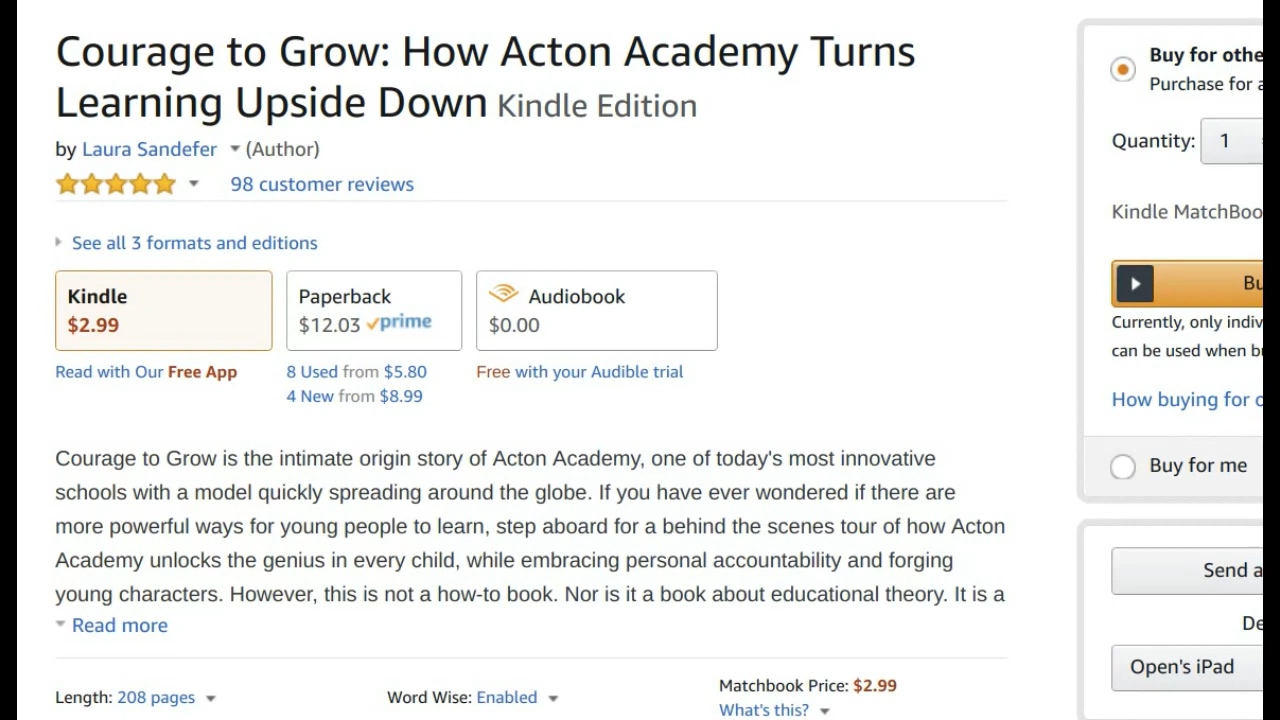 Courage to Grow: How Acton Academy Turns
Learning Upside Down Kindle Edition
by Laura Sandefer (Author)
98 customer reviews
See all 3 formats and editions
Kindle
$2.99
Paperback
$12.03 prime
Audiobook
$0.00
Read with Our Free App
8 Used from $5.80
4 New from $8.99
Free with your Audible trial
Courage to Grow is the intimate origin story of Acton Academy, one of today's most innovative
schools with a model quickly spreading around the globe. If you have ever wondered if there are
more powerful ways for young people to learn, step aboard for a behind the scenes tour of how Acton
Academy unlocks the genius in every child, while embracing personal accountability and forging
young characters. However, this is not a how-to book. Nor is it a book about educational theory. It is a
Read more
Length: 208 pages
Word Wise: Enabled
Matchbook Price: $2.99
What's this?
Buy for othe
Purchase for a
Quantity: 1
Kindle MatchBoo
Bu
Currently, only indiv
can be used when b
How buying for o
Buy for me
Send a
De
Open's iPad